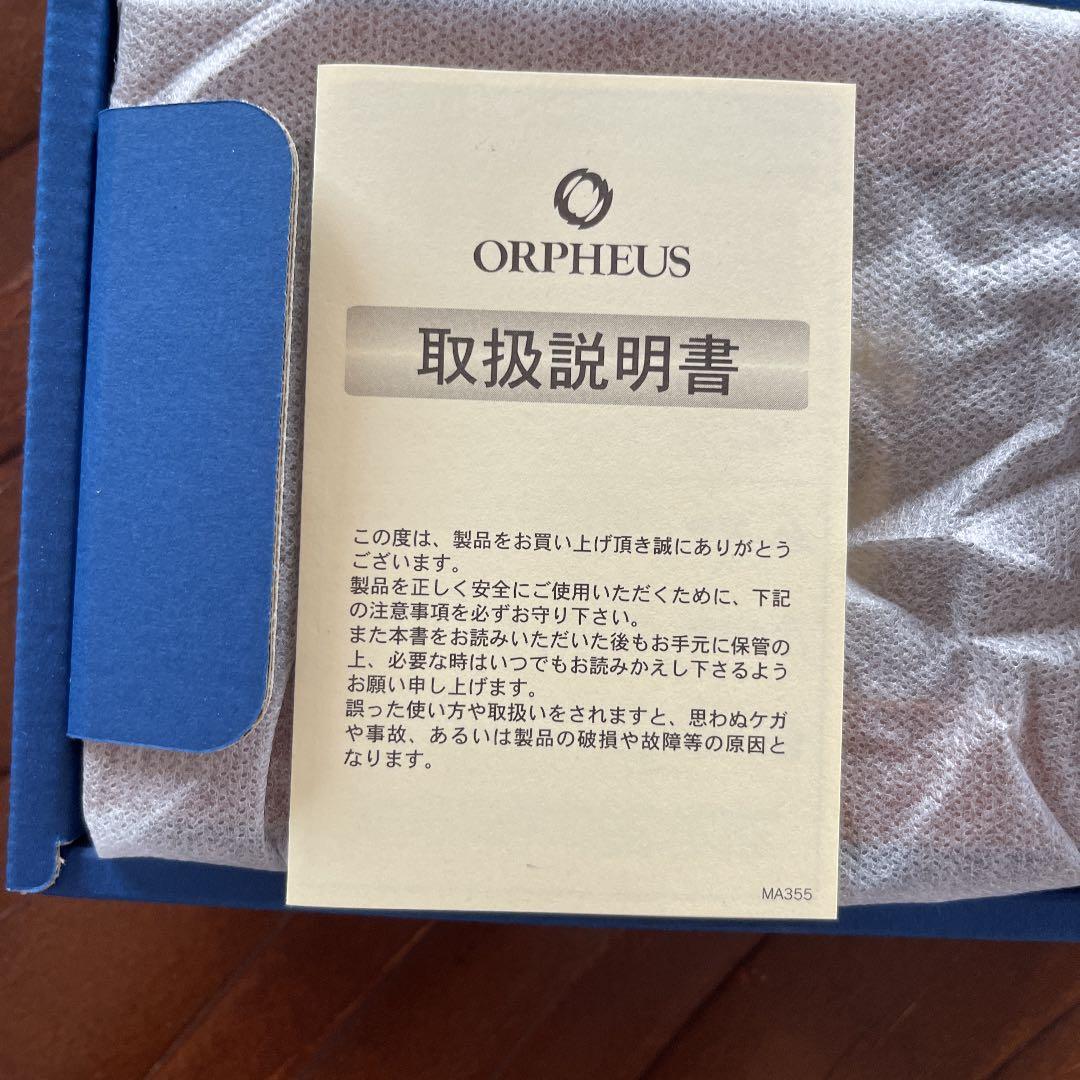 ORPHEUS
取扱説明書
この度は、製品をお買い上げ頂き誠にありがとう
ございます。
製品を正しく安全にご使用いただくために、下記
の注意事項を必ずお守り下さい。
また本書をお読みいただいた後もお手元に保管の
上、必要な時はいつでもお読みかえし下さるよう
お願い申し上げます。
誤った使い方や取扱いをされますと、思わぬケガ
や事故、あるいは製品の破損や故障等の原因と
なります。
MA355